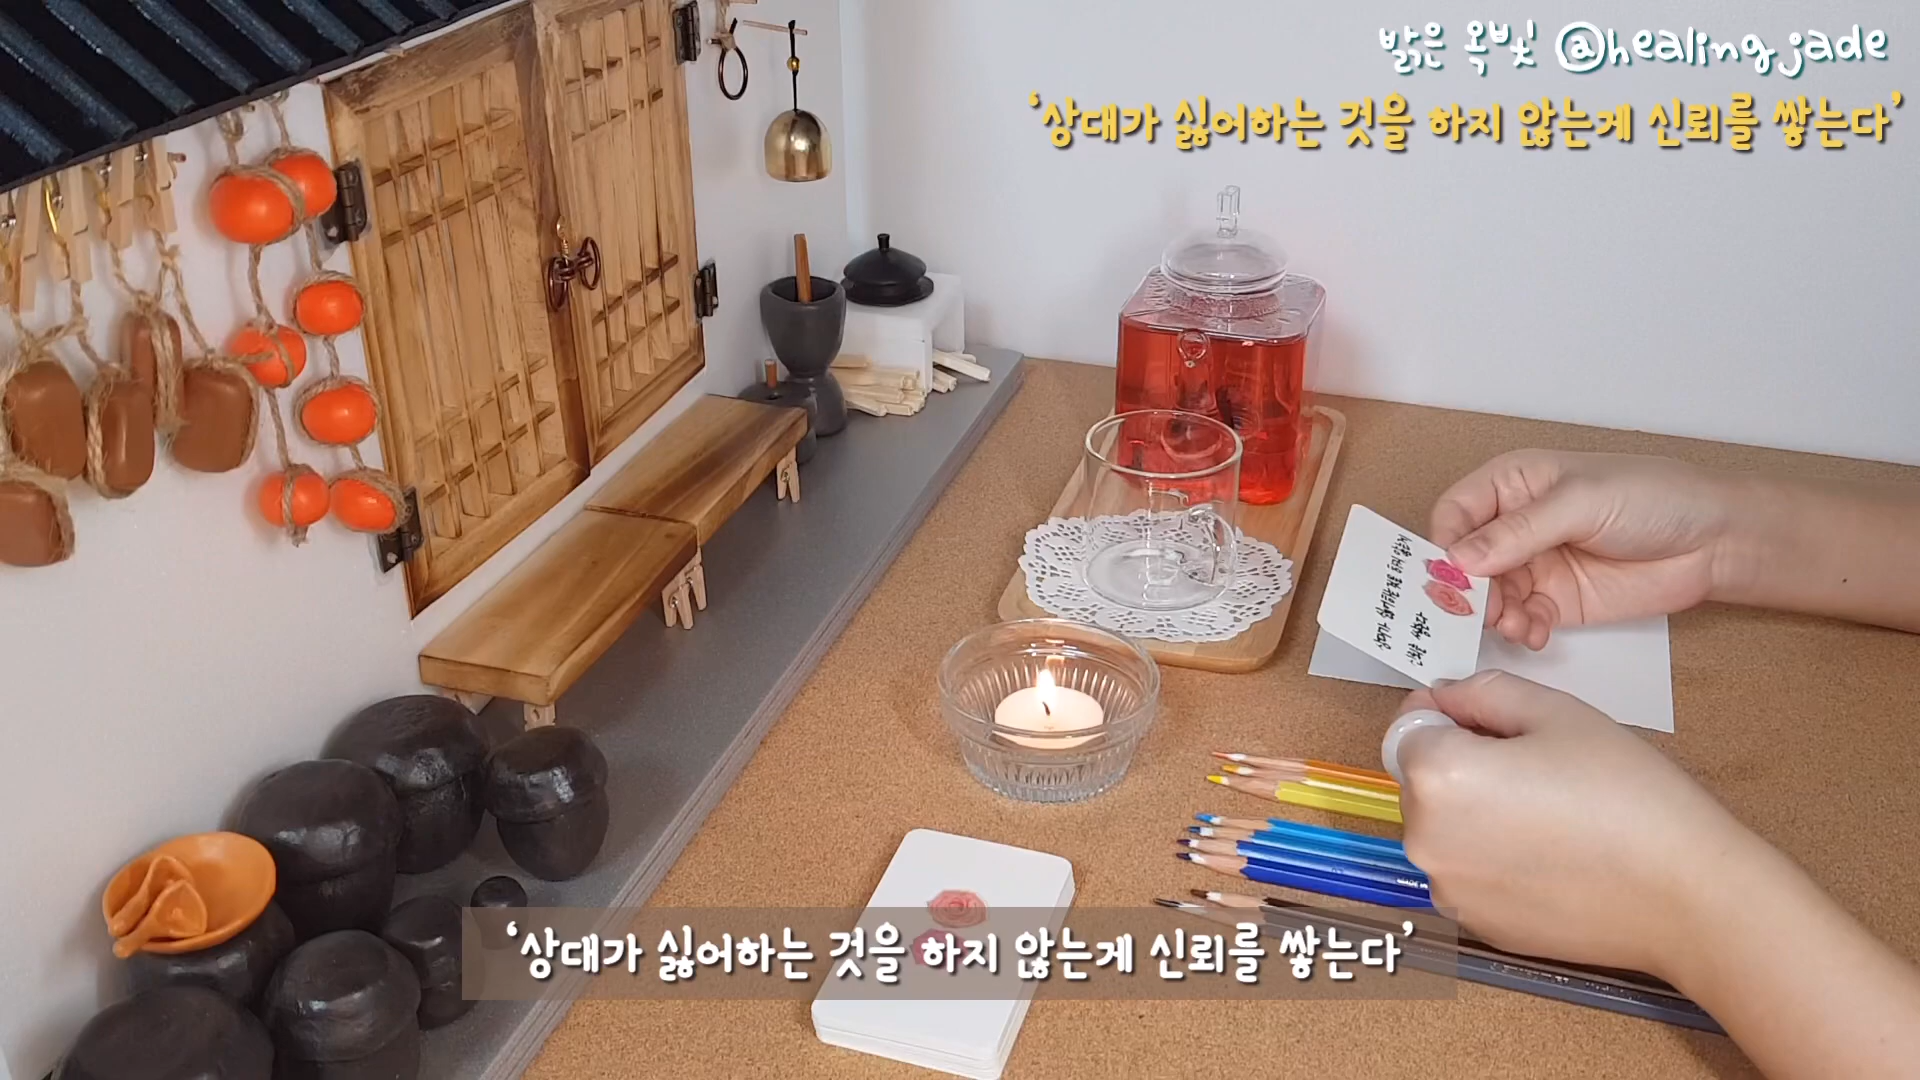 밝은 옥빛 @healing.jade
‘상대가 싫어하는 것을 하지 않는게 신뢰를 쌓는다’
‘상대가 싫어하는 것을 하지 않는게 신뢰를 쌓는다’